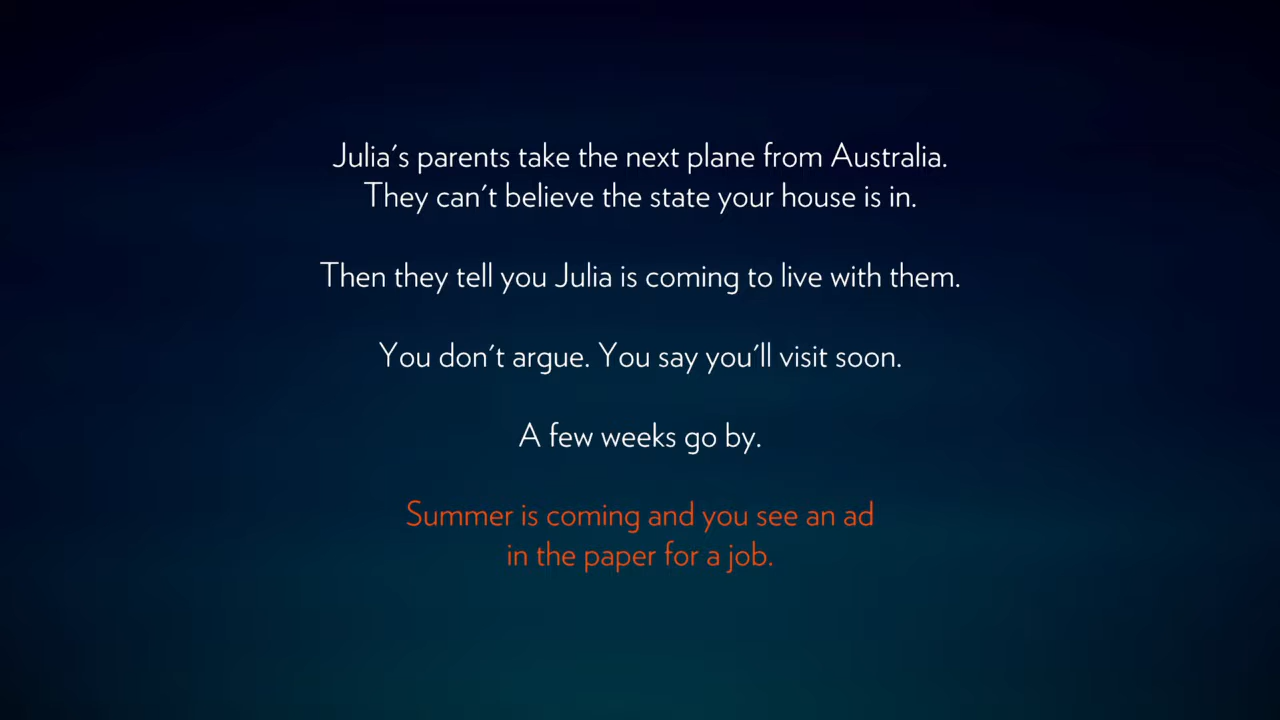 Julia's parents take the next plane from Australia.
They can't believe the state your house is in.
Then they tell you Julia is coming to live with them.
You don't argue. You say you'll visit soon.
A few weeks go by.
Summer is coming and you see an ad
in the paper for a job.